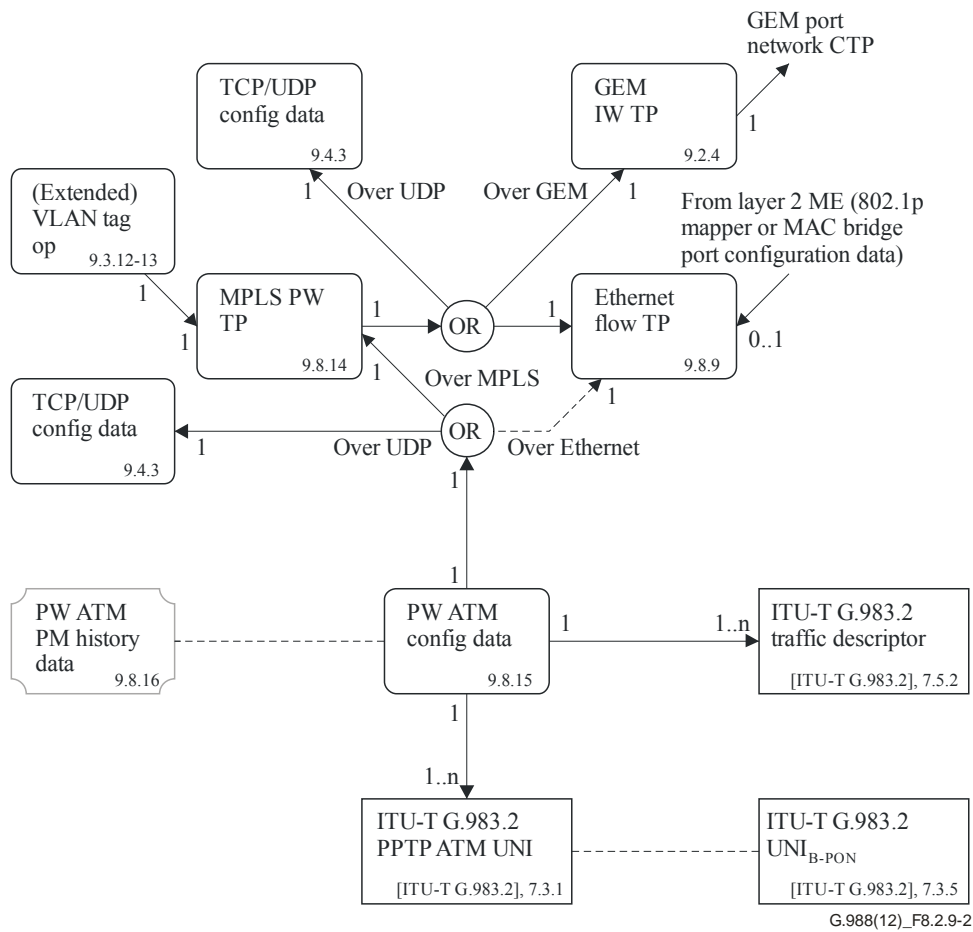 GEM port
network CTP
TCP/UDP
config data
9.4.3
GEM
IW TP
9.2.4
1
1
Over UDP
Over GEM
1
(Extended)
VLAN tag
op
9.3.12-13
From layer 2 ME (802.1p
mapper or MAC bridge
port configuration data)
1
1
MPLS PW
TP
9.8.14
1
OR
1
Ethernet
flow TP
9.8.9
0..1
1
Over MPLS
1
TCP/UDP
config data
9.4.3
1
Over UDP
OR
Over Ethernet
1
1
PW ATM
PM history
data
9.8.16
PW ATM
config data
9.8.15
1
1..n
ITU-T G.983.2
traffic descriptor
[ITU-T G.983.2], 7.5.2
1
1..n
ITU-T G.983.2
PPTP ATM UNI
[ITU-T G.983.2], 7.3.1
ITU-T G.983.2
UNI B-PON
[ITU-T G.983.2], 7.3.5
G.988(12)_F8.2.9-2